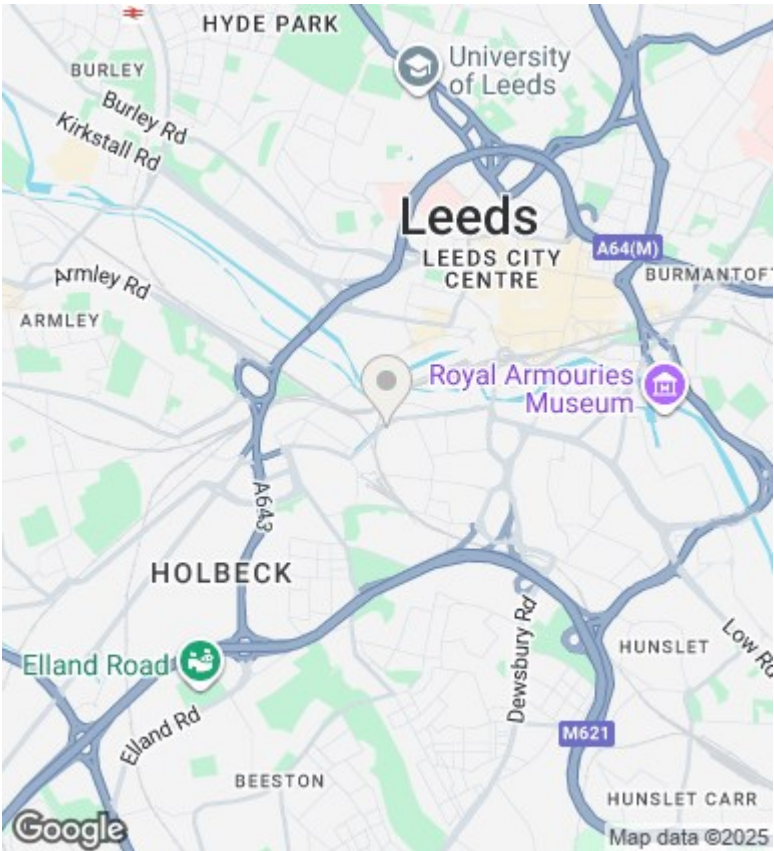 HYDE PARK
University
of Leeds
BURLEY
Burley Rd
Kirkstall Rd
Leeds
LEEDS CITY
CENTRE
A64(M)
BURMANTOFT
Armley Rd
ARMLEY
Royal Armouries
Museum
A643
HOLBECK
Elland Road
Elland Rd
Dewsbury Rd
HUNSLET
Low Rd
M621
BEESTON
HUNSLET CARR
Google
Map data ©2025